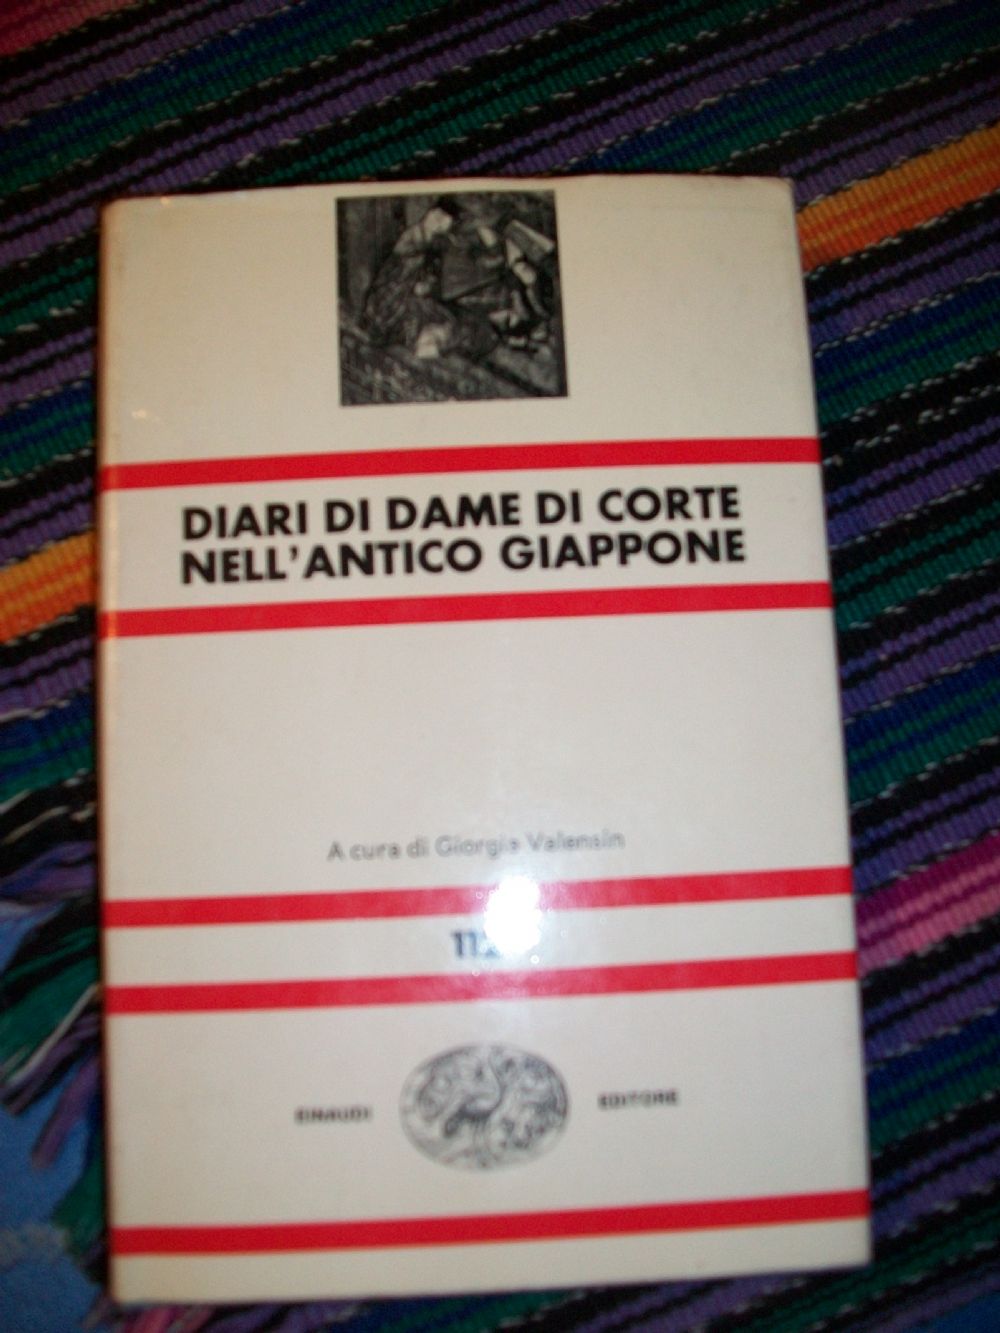 DIARI DI DAME DI CORTE
NELL'ANTICO GIAPPONE
A cura di Giorgia Valensin
EINAUDI
EDITORE